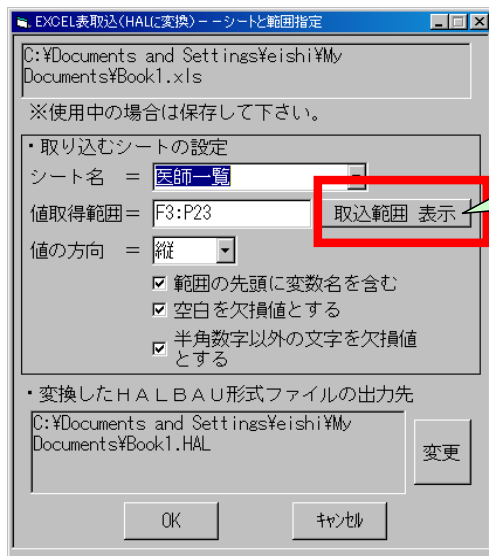 EXCEL表取込(HALに変換)－－シートと範囲指定
C:¥Documents and Settings¥eishi¥My
Documents¥Book1.xls
※使用中の場合は保存して下さい。
・取り込むシートの設定
シート名 ＝ 医師一覧
値取得範囲＝ F3:P23 取込範囲 表示
値の方向 ＝ 縦
範囲の先頭に変数名を含む
空白を欠損値とする
半角数字以外の文字を欠損値
とする
・変換したＨＡＬＢＡＵ形式ファイルの出力先
C:¥Documents and Settings¥eishi¥My
Documents¥Book1.HAL
変更
OK ｷｬﾝｾﾙ